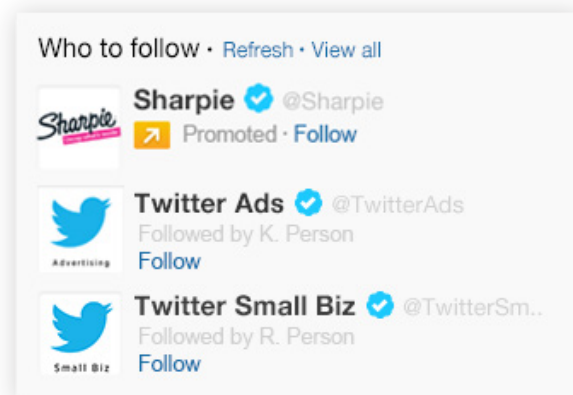 Who to follow · Refresh · View all
Sharpie @Sharpie
Sharpie
Promoted · Follow
Twitter Ads @TwitterAds
Followed by K. Person
Advertising
Follow
Twitter Small Biz @TwitterSm..
Followed by R. Person
Small Biz
Follow